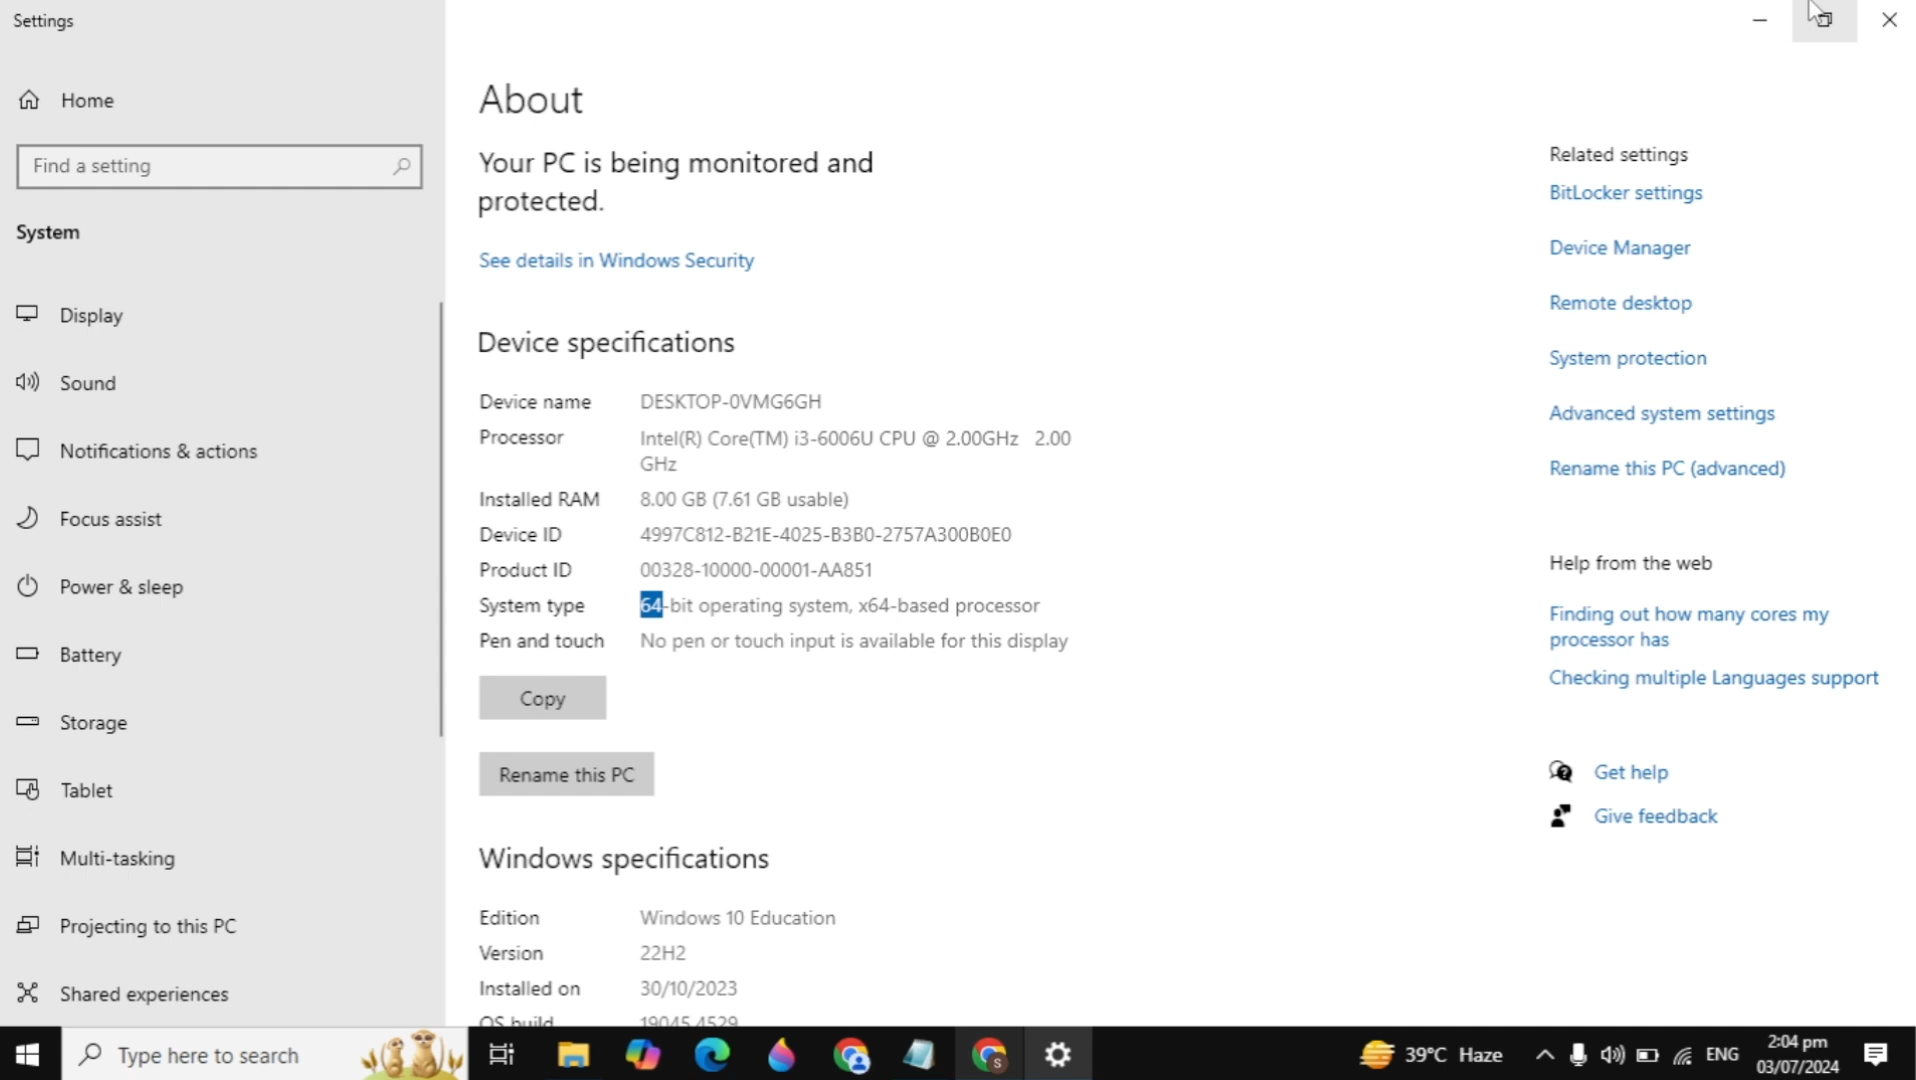 Settings
Home
Find a setting
System
Display
Sound
Notifications & actions
Focus assist
Power & sleep
Battery
Storage
Tablet
Multi-tasking
Projecting to this PC
Shared experiences
About
Your PC is being monitored and
protected.
See details in Windows Security
Device specifications
Device name DESKTOP-0VMG6GH
Processor Intel(R) Core(TM) i3-6006U CPU @ 2.00GHz 2.00
GHz
Installed RAM 8.00 GB (7.61 GB usable)
Device ID 4997C812-B21E-4025-B3B0-2757A300B0E0
Product ID 00328-10000-00001-AA851
System type 64-bit operating system, x64-based processor
Pen and touch No pen or touch input is available for this display
Copy
Rename this PC
Windows specifications
Edition Windows 10 Education
Version 22H2
Installed on 30/10/2023
OS build 19045.4529
Related settings
BitLocker settings
Device Manager
Remote desktop
System protection
Advanced system settings
Rename this PC (advanced)
Help from the web
Finding out how many cores my
processor has
Checking multiple Languages support
Get help
Give feedback
Type here to search
S
39°C Haze
ENG
2:04 pm
03/07/2024